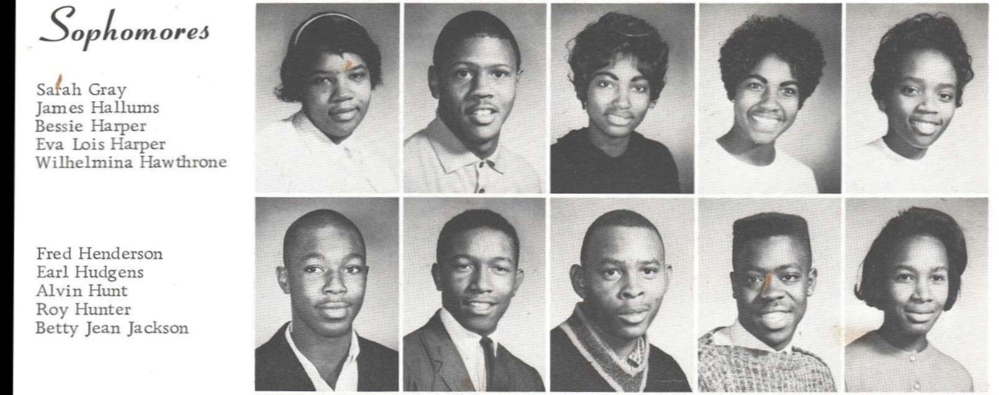 Sophomores
Sarah Gray
James Hallums
Bessie Harper
Eva Lois Harper
Wilhelmina Hawthrone
Fred Henderson
Earl Hudgens
Alvin Hunt
Roy Hunter
Betty Jean Jackson